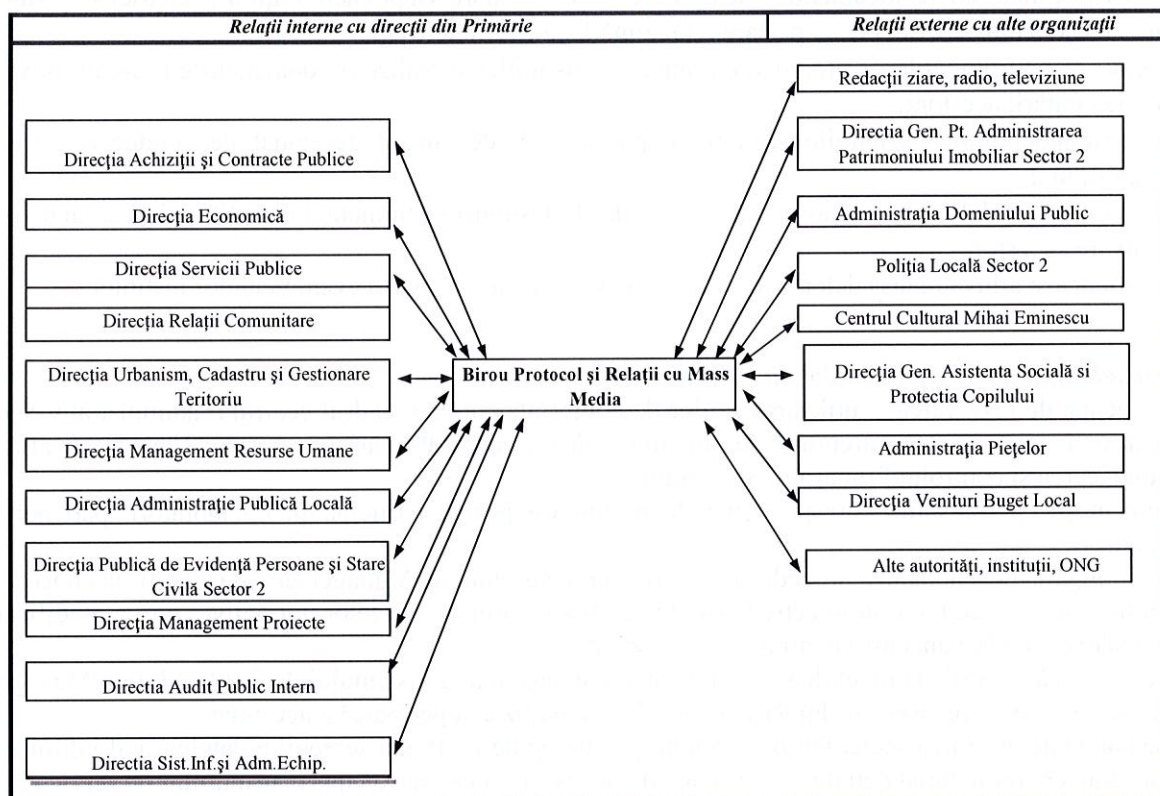 Relaţii interne cu direcţii din Primărie
Relaţii externe cu alte organizaţii
Direcţia Achiziţii şi Contracte Publice
Direcţia Economică
Direcţia Servicii Publice
Direcţia Relaţii Comunitare
Direcţia Urbanism, Cadastru şi Gestionare
Teritoriu
Direcţia Management Resurse Umane
Direcţia Administraţie Publică Locală
Direcţia Publică de Evidenţă Persoane şi Stare
Civilă Sector 2
Direcţia Management Proiecte
Directia Audit Public Intern
Directia Sist.Inf.şi Adm.Echip.
Birou Protocol şi Relaţii cu Mass
Media
Redacţii ziare, radio, televiziune
Directia Gen. Pt. Administrarea
Patrimoniului Imobiliar Sector 2
Administraţia Domeniului Public
Poliţia Locală Sector 2
Centrul Cultural Mihai Eminescu
Direcţia Gen. Asistenta Socială si
Protectia Copilului
Administraţia Pieţelor
Direcţia Venituri Buget Local
Alte autorităţi, instituţii, ONG